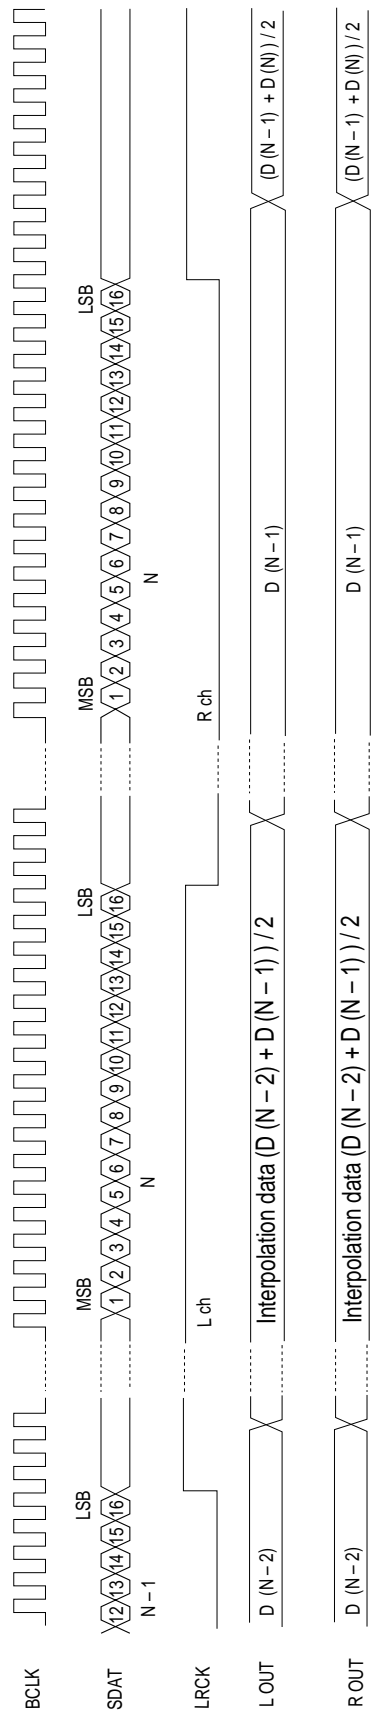 BCLK
SDAT 12 13 14 15 16 1 2 3 4 5 6 7 8 9 10 11 12 13 14 15 16 1 2 3 4 5 6 7 8 9 10 11 12 13 14 15 16
LSB MSB LSB MSB LSB
N – 1 N N
LRCK L ch R ch
L OUT D (N – 2) Interpolation data (D (N – 2) + D (N – 1) ) / 2 D (N – 1) (D (N – 1) + D (N) ) / 2
R OUT D (N – 2) Interpolation data (D (N – 2) + D (N – 1) ) / 2 D (N – 1) (D (N – 1) + D (N) ) / 2